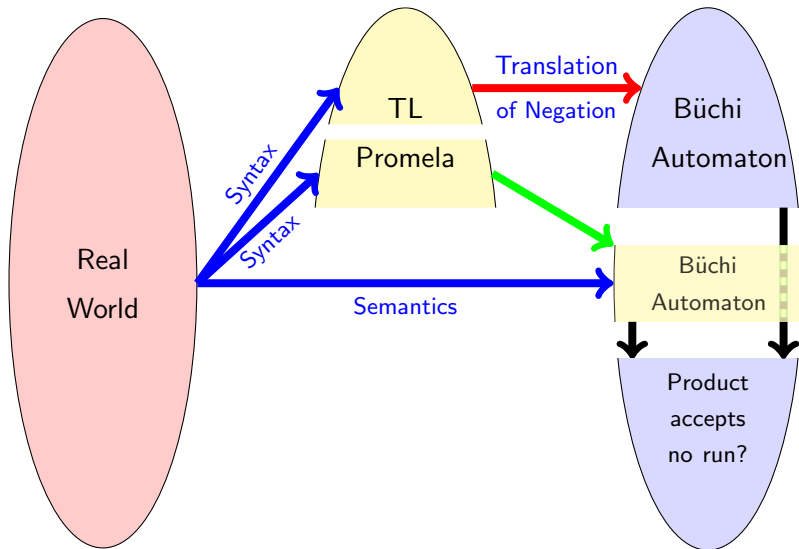 Translation
of Negation
TL
Promela
Büchi
Automaton
Syntax
Syntax
Real
World
Semantics
Büchi
Automaton
Product
accepts
no run?